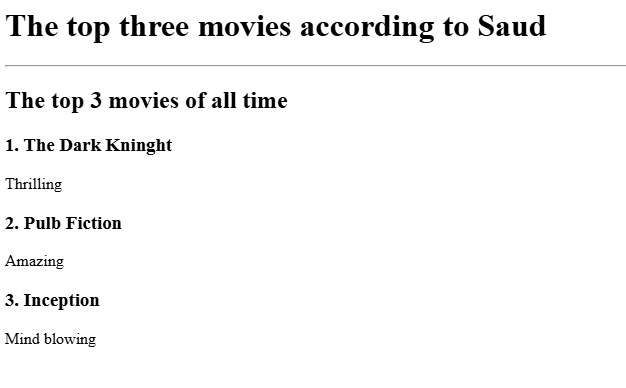 The top three movies according to Saud
The top 3 movies of all time
1. The Dark Kninght
Thrilling
2. Pulb Fiction
Amazing
3. Inception
Mind blowing